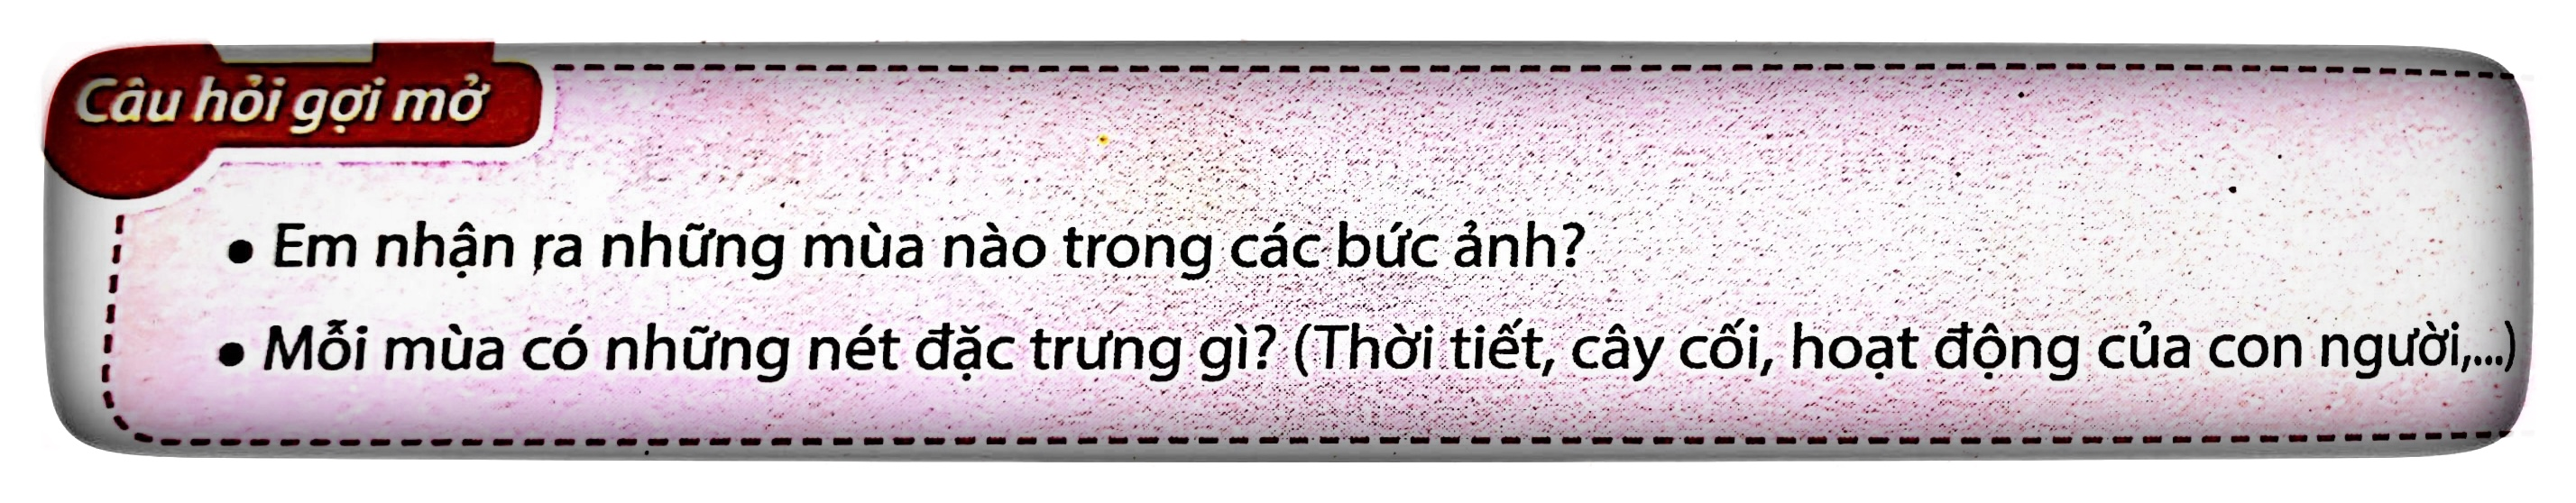 Câu hỏi gợi mở
• Em nhận ra những mùa nào trong các bức ảnh?
• Mỗi mùa có những nét đặc trưng gì? (Thời tiết, cây cối, hoạt động của con người,...)